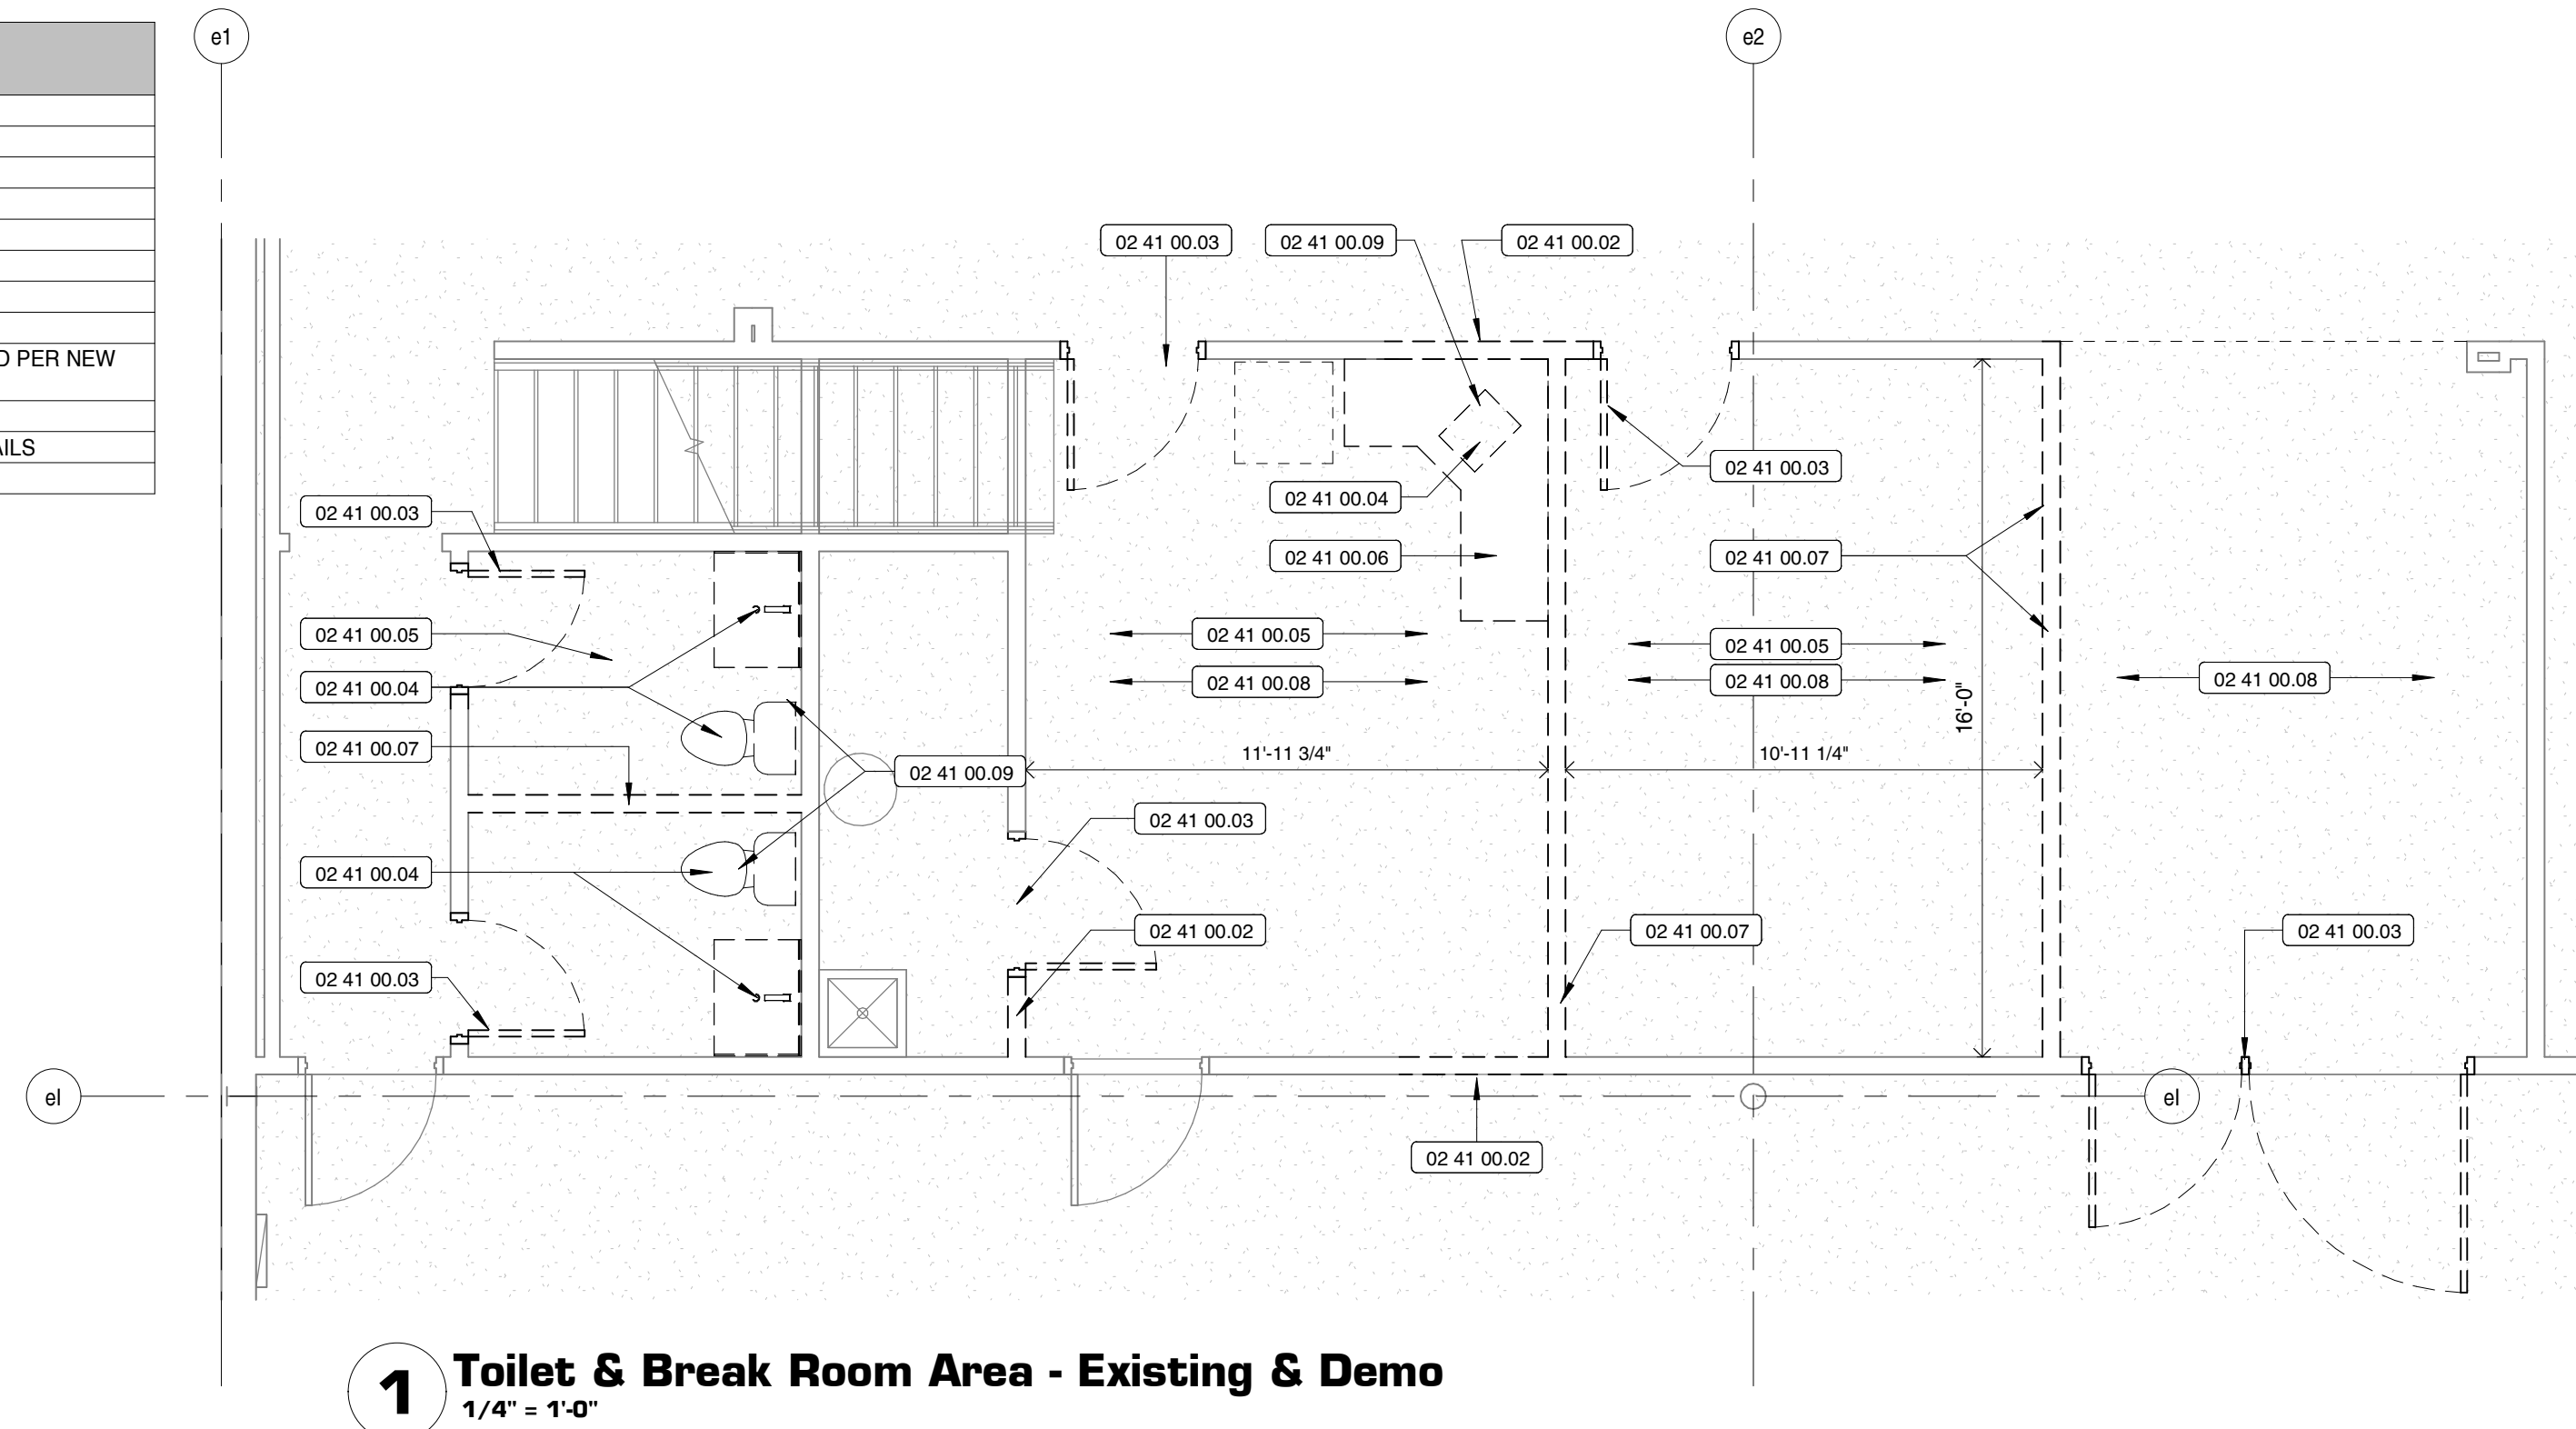 e1
e2
D PER NEW
AILS
02 41 00.03
02 41 00.09
02 41 00.02
02 41 00.03
02 41 00.04
02 41 00.03
02 41 00.06
02 41 00.07
02 41 00.05
02 41 00.05
02 41 00.05
02 41 00.04
02 41 00.08
02 41 00.08
02 41 00.08
16'-0"
02 41 00.07
11'-11 3/4"
10'-11 1/4"
02 41 00.09
02 41 00.03
02 41 00.04
02 41 00.02
02 41 00.07
02 41 00.03
02 41 00.03
el
el
02 41 00.02
1
Toilet & Break Room Area - Existing & Demo
1/4" = 1'-0"